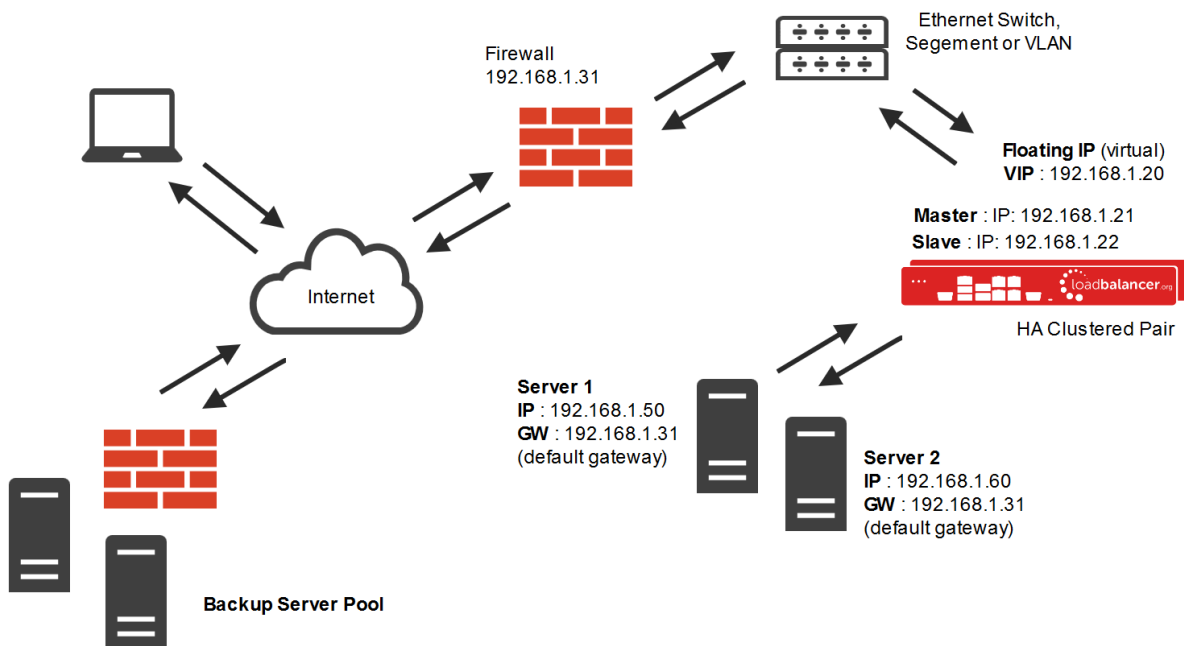 Ethernet Switch,
Segement or VLAN
Firewall
192.168.1.31
Floating IP (virtual)
VIP : 192.168.1.20
Master : IP: 192.168.1.21
Slave : IP: 192.168.1.22
loadbalancer.org
HA Clustered Pair
Internet
Server 1
IP : 192.168.1.50
GW : 192.168.1.31
(default gateway)
Server 2
IP : 192.168.1.60
GW : 192.168.1.31
(default gateway)
Backup Server Pool